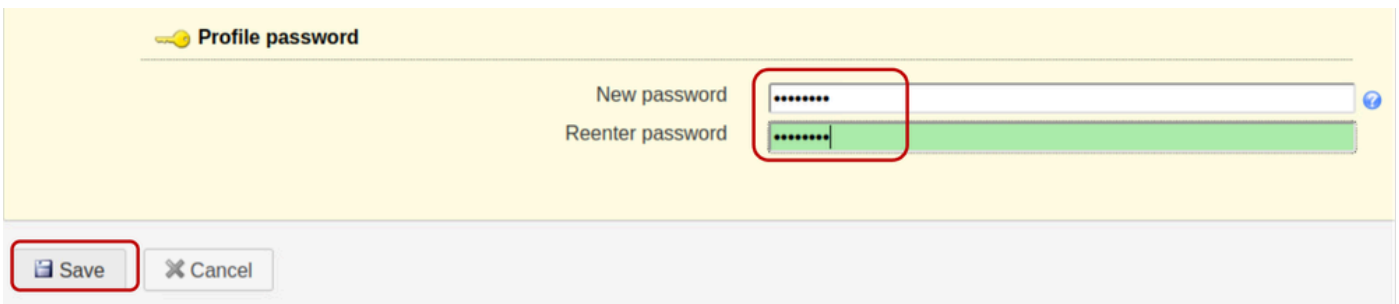 Profile password
New password ••••••••
Reenter password ••••••••
Save Cancel